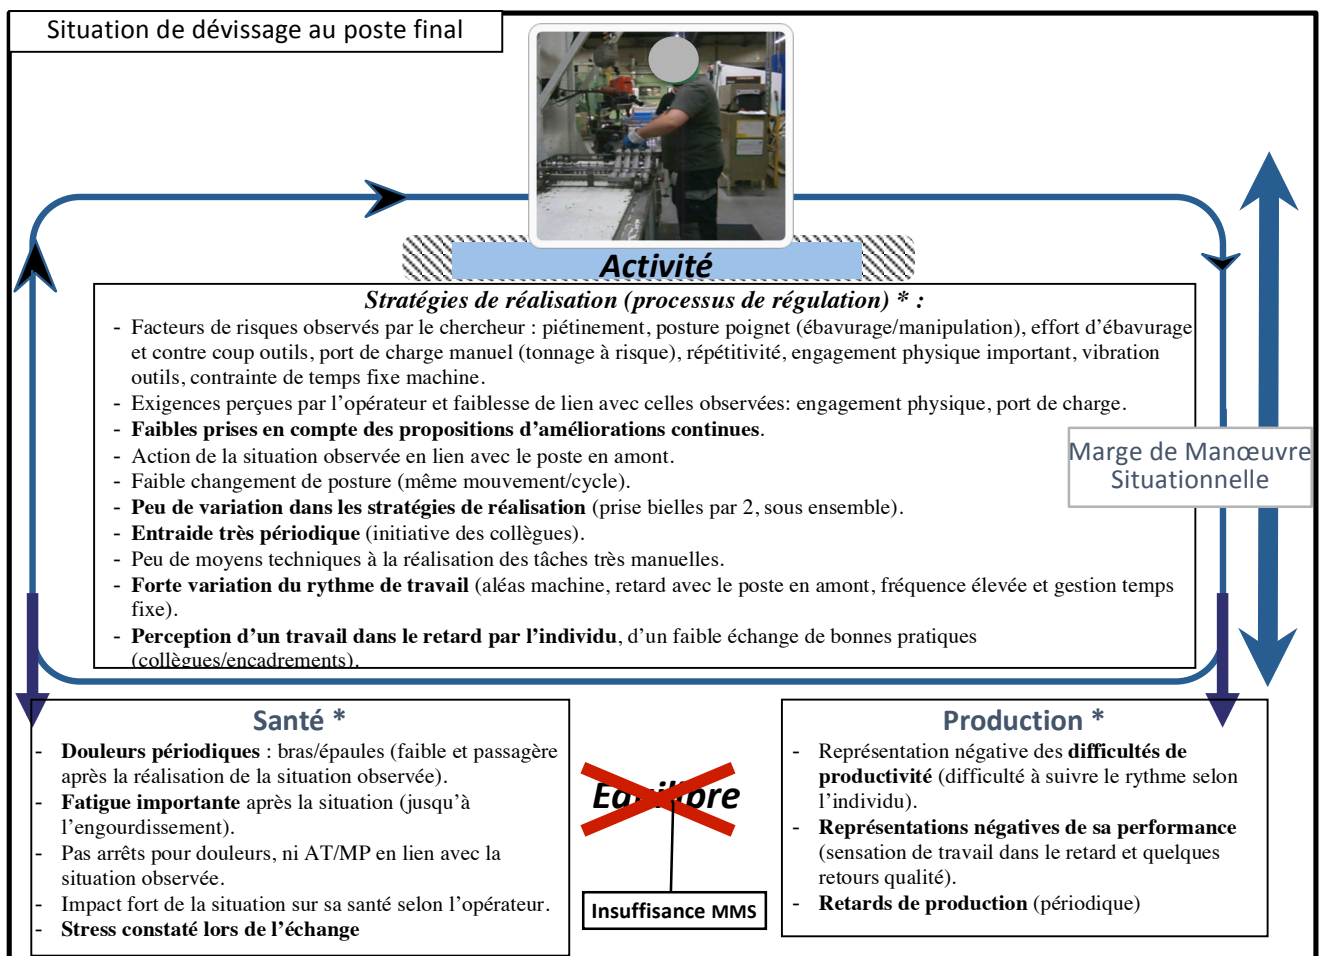 Situation de dévissage au poste final
Activité
Stratégies de réalisation (processus de régulation) * :
- Facteurs de risques observés par le chercheur : piétinement, posture poignet (ébavurage/manipulation), effort d’ébavurage
et contre coup outils, port de charge manuel (tonnage à risque), répétitivité, engagement physique important, vibration
outils, contrainte de temps fixe machine.
- Exigences perçues par l’opérateur et faiblesse de lien avec celles observées: engagement physique, port de charge.
- Faibles prises en compte des propositions d’améliorations continues.
- Action de la situation observée en lien avec le poste en amont.
- Faible changement de posture (même mouvement/cycle).
- Peu de variation dans les stratégies de réalisation (prise bielles par 2, sous ensemble).
- Entraide très périodique (initiative des collègues).
- Peu de moyens techniques à la réalisation des tâches très manuelles.
- Forte variation du rythme de travail (aléas machine, retard avec le poste en amont, fréquence élevée et gestion temps
fixe).
- Perception d’un travail dans le retard par l’individu, d’un faible échange de bonnes pratiques
(collègues/encadrements).
Marge de Manœuvre
Situationnelle
Santé *
- Douleurs périodiques : bras/épaules (faible et passagère
après la réalisation de la situation observée).
- Fatigue importante après la situation (jusqu’à
l’engourdissement).
- Pas arrêts pour douleurs, ni AT/MP en lien avec la
situation observée.
- Impact fort de la situation sur sa santé selon l’opérateur.
- Stress constaté lors de l’échange
Equilibre
Insuffisance MMS
Production *
- Représentation négative des difficultés de
productivité (difficulté à suivre le rythme selon
l’individu).
- Représentations négatives de sa performance
(sensation de travail dans le retard et quelques
retours qualité).
- Retards de production (périodique)